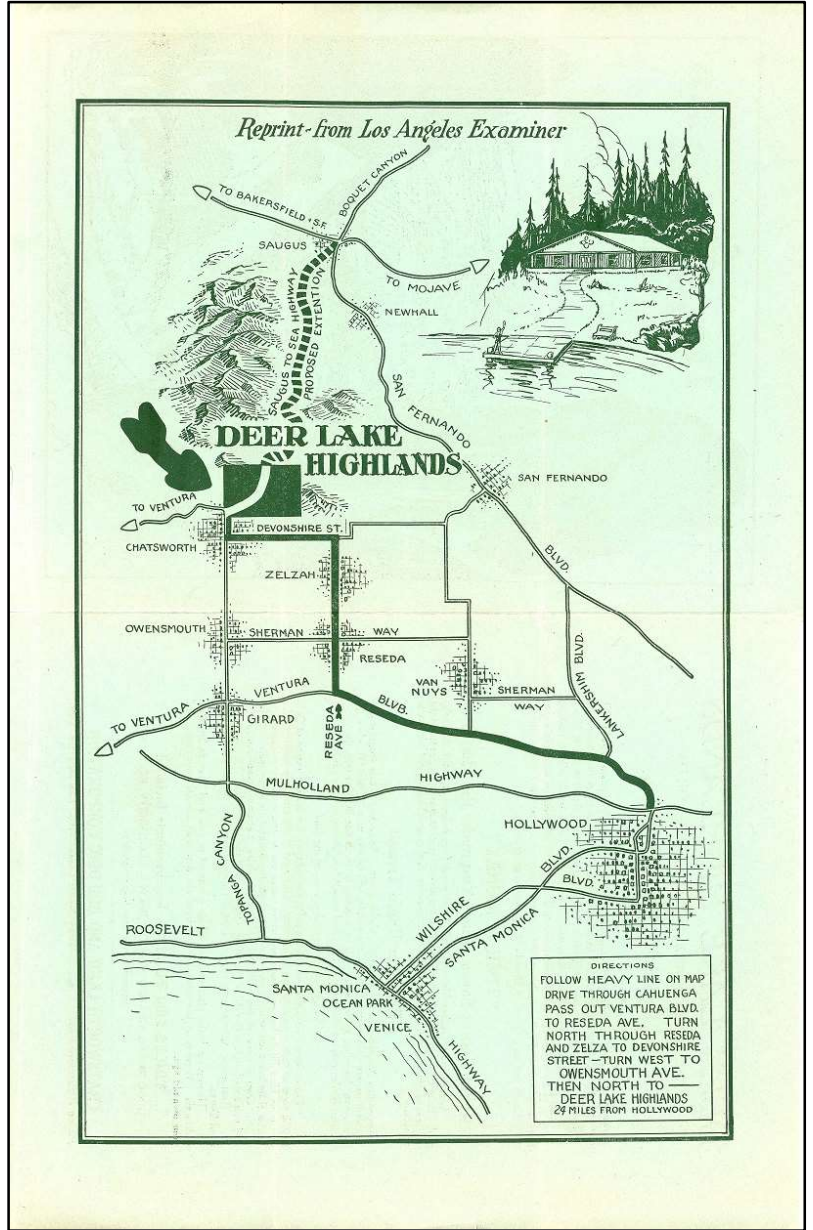 Reprint-from Los Angeles Examiner
TO BAKERSFIELD & S.F.
BOQUET CANYON
SAUGUS
TO MOJAVE
NEWHALL
SAUGUS TO SEA HIGHWAY
PROPOSED EXTENTION
SAN FERNANDO
BLVD.
DEER LAKE
HIGHLANDS
SAN FERNANDO
TO VENTURA
DEVONSHIRE ST.
CHATSWORTH
ZELZAH
OWENSMOUTH
SHERMAN WAY
RESEDA
LANKERSHIM BLVD.
VAN
NUYS
SHERMAN
WAY
TO VENTURA
VENTURA BLVB.
GIRARD
RESEDA
AVE
MULHOLLAND HIGHWAY
TOPANGA CANYON
HOLLYWOOD
WILSHIRE BLVD.
SANTA MONICA BLVD.
ROOSEVELT
HIGHWAY
SANTA MONICA
OCEAN PARK
VENICE
DIRECTIONS
FOLLOW HEAVY LINE ON MAP
DRIVE THROUGH CAHUENGA
PASS OUT VENTURA BLVD.
TO RESEDA AVE. TURN
NORTH THROUGH RESEDA
AND ZELZA TO DEVONSHIRE
STREET—TURN WEST TO
OWENSMOUTH AVE.
THEN NORTH TO —
DEER LAKE HIGHLANDS
24 MILES FROM HOLLYWOOD